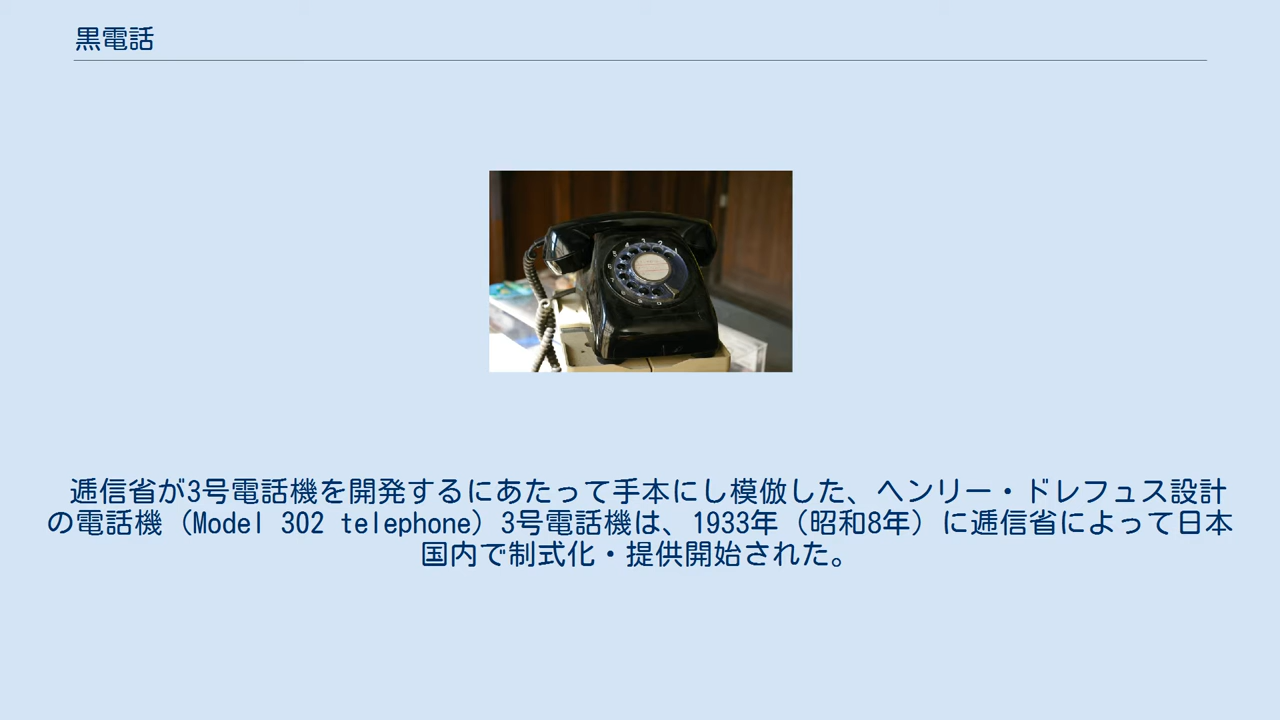 黒電話
逓信省が3号電話機を開発するにあたって手本にし模倣した、ヘンリー・ドレフュス設計
の電話機（Model 302 telephone）3号電話機は、1933年（昭和8年）に逓信省によって日本
国内で制式化・提供開始された。